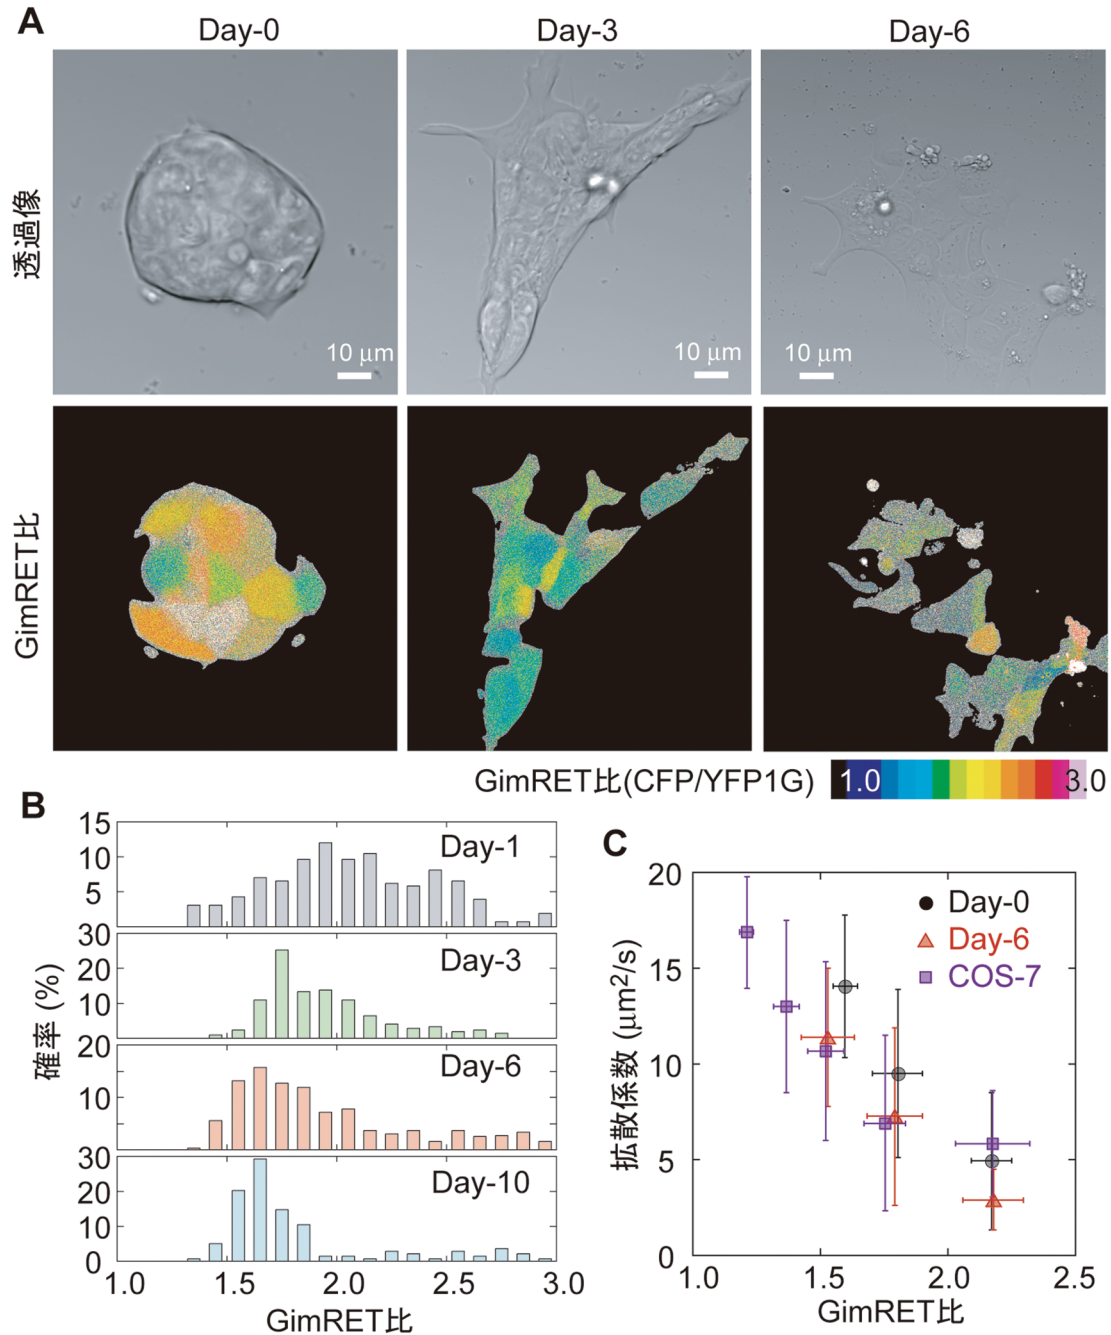 A
Day-0
Day-3
Day-6
透過像
10 μm
10 μm
10 μm
GimRET比
GimRET比(CFP/YFP1G)
1.0
3.0
B
確率 (%)
15
10
5
Day-1
30
20
10
Day-3
20
10
Day-6
30
20
10
0
Day-10
1.0
1.5
2.0
2.5
3.0
GimRET比
C
拡散係数 (μm²/s)
20
15
10
5
0
Day-0
Day-6
COS-7
1.0
1.5
2.0
2.5
GimRET比